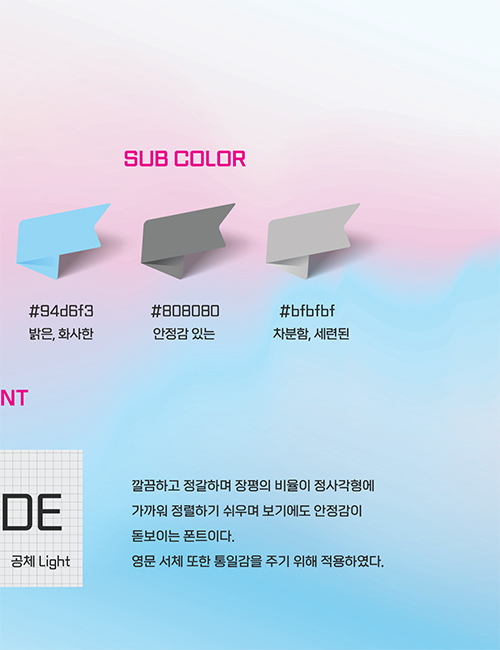 SUB COLOR
#94d6f3
#808080
#bfbfbf
밝은, 화사한
안정감 있는
차분함, 세련된
NT
DE
공체 Light
깔끔하고 정갈하며 장평의 비율이 정사각형에
가까워 정렬하기 쉬우며 보기에도 안정감이
돋보이는 폰트이다.
영문 서체 또한 통일감을 주기 위해 적용하였다.